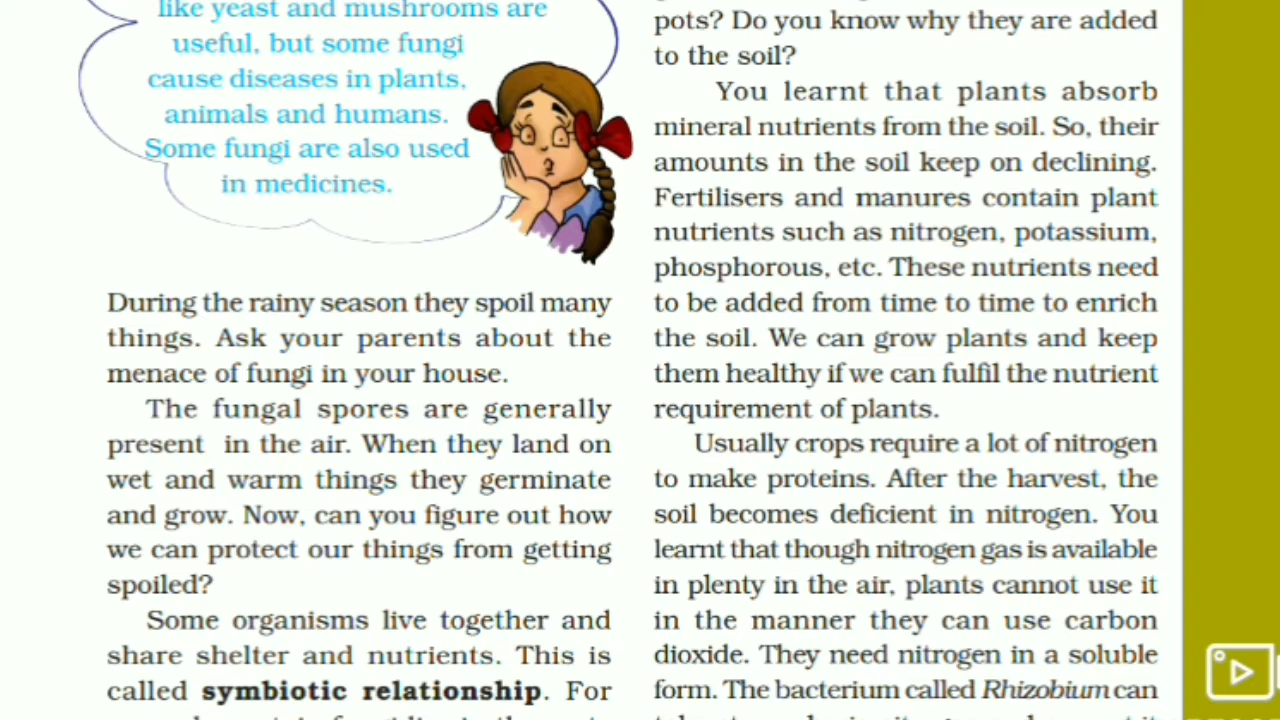 like yeast and mushrooms are
useful, but some fungi
cause diseases in plants,
animals and humans.
Some fungi are also used
in medicines.
During the rainy season they spoil many
things. Ask your parents about the
menace of fungi in your house.
The fungal spores are generally
present in the air. When they land on
wet and warm things they germinate
and grow. Now, can you figure out how
we can protect our things from getting
spoiled?
Some organisms live together and
share shelter and nutrients. This is
called symbiotic relationship. For
pots? Do you know why they are added
to the soil?
You learnt that plants absorb
mineral nutrients from the soil. So, their
amounts in the soil keep on declining.
Fertilisers and manures contain plant
nutrients such as nitrogen, potassium,
phosphorous, etc. These nutrients need
to be added from time to time to enrich
the soil. We can grow plants and keep
them healthy if we can fulfil the nutrient
requirement of plants.
Usually crops require a lot of nitrogen
to make proteins. After the harvest, the
soil becomes deficient in nitrogen. You
learnt that though nitrogen gas is available
in plenty in the air, plants cannot use it
in the manner they can use carbon
dioxide. They need nitrogen in a soluble
form. The bacterium called Rhizobium can